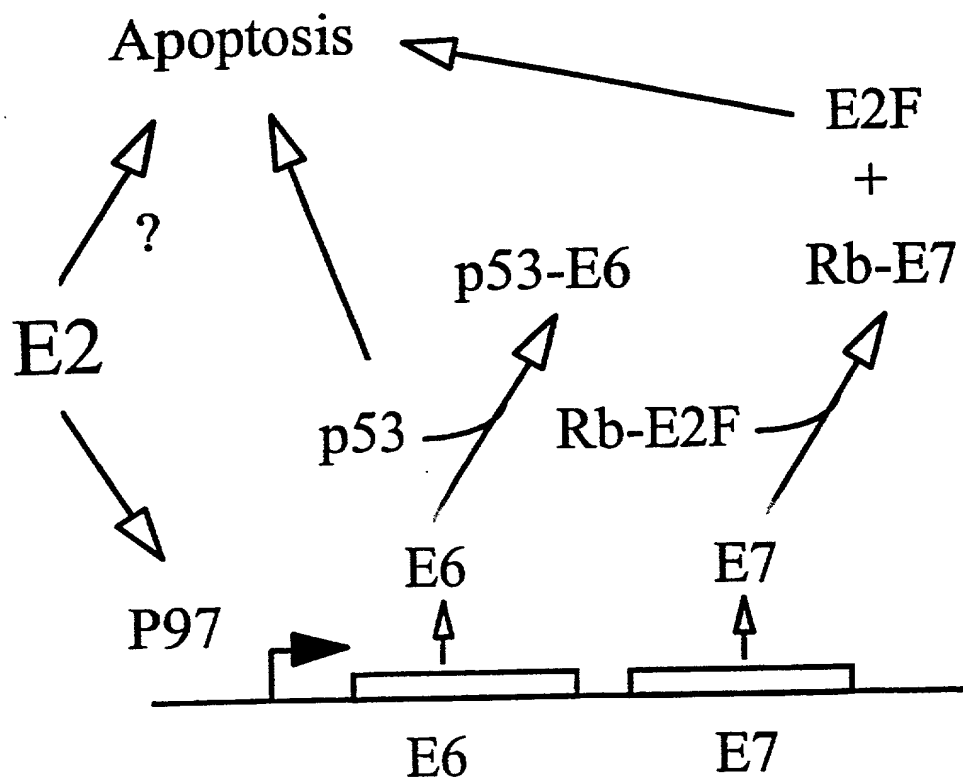 Apoptosis
E2F
+
?
p53-E6
Rb-E7
E2
p53
Rb-E2F
E6
E7
P97
E6
E7